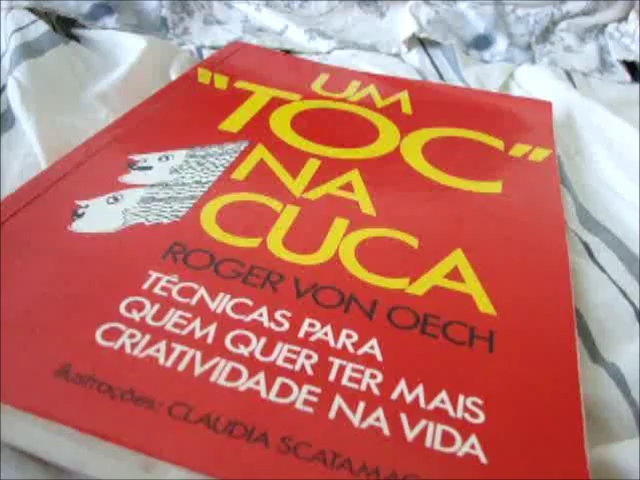 UM
"TOC"
NA
CUCA
ROGER VON OECH
TÉCNICAS PARA
QUEM QUER TER MAIS
CRIATIVIDADE NA VIDA
ilustrações: CLAUDIA